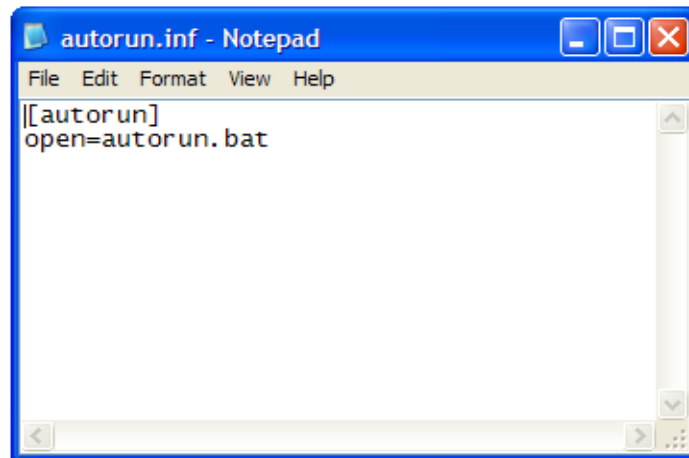 autorun.inf - Notepad
File Edit Format View Help
[autorun]
open=autorun.bat